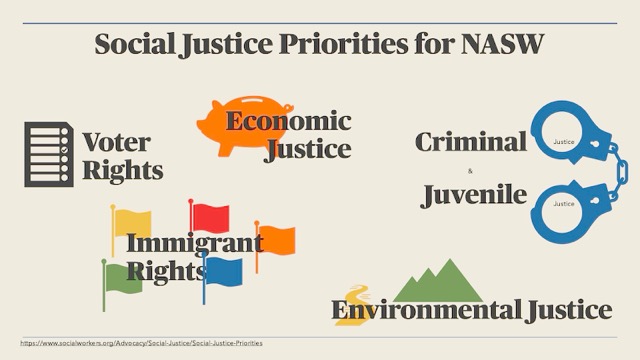 Social Justice Priorities for NASW
Economic
Justice
Voter
Rights
Criminal
Justice
&
Juvenile
Justice
Immigrant
Rights
Environmental Justice
https://www.socialworkers.org/Advocacy/Social-Justice/Social-Justice-Priorities